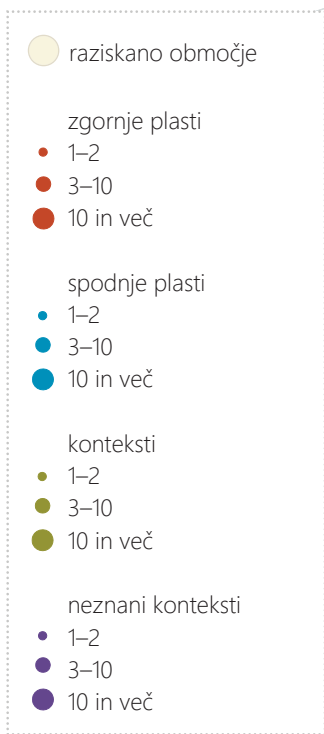 raziskano območje
zgornje plasti
1–2
3–10
10 in več
spodnje plasti
1–2
3–10
10 in več
konteksti
1–2
3–10
10 in več
neznani konteksti
1–2
3–10
10 in več